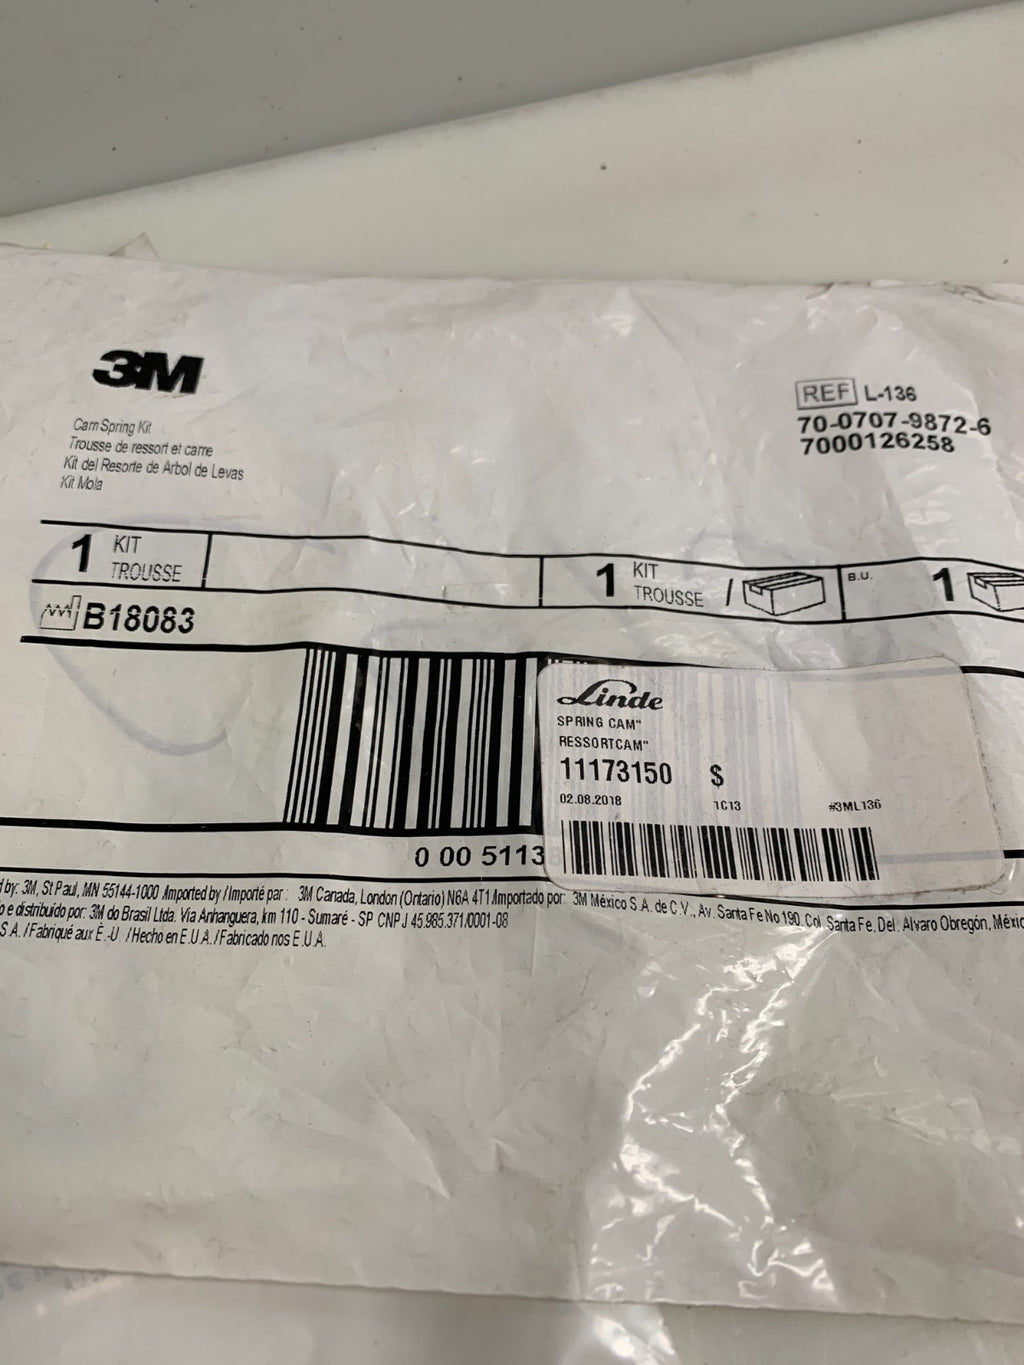 3M
Cam Spring Kit
Trousse de ressort et came
Kit del Resorte de Arbol de Levas
Kit Mola
REF L-136
70-0707-9872-6
7000126258
1 KIT
TROUSSE
1 KIT
TROUSSE /
B.U. 1
B18083
Linde
SPRING CAM"
RESSORTCAM"
11173150 $
02.08.2018 1C13 #3ML136
0 00 5113
by: 3M, St Paul, MN 55144-1000 Imported by / Importé par : 3M Canada, London (Ontario) N6A 4T1 Importado por: 3M México S.A. de C.V., Av. Santa Fe No 190, Col. Santa Fe, Del. Alvaro Obregón,
e distribuido por: 3M do Brasil Ltda. Via Anhanguera, km 110 - Sumaré - SP CNPJ 45.985.371/0001-08
S.A. / Fabriqué aux É.-U / Hecho en E.U.A. / Fabricado nos E.U.A.